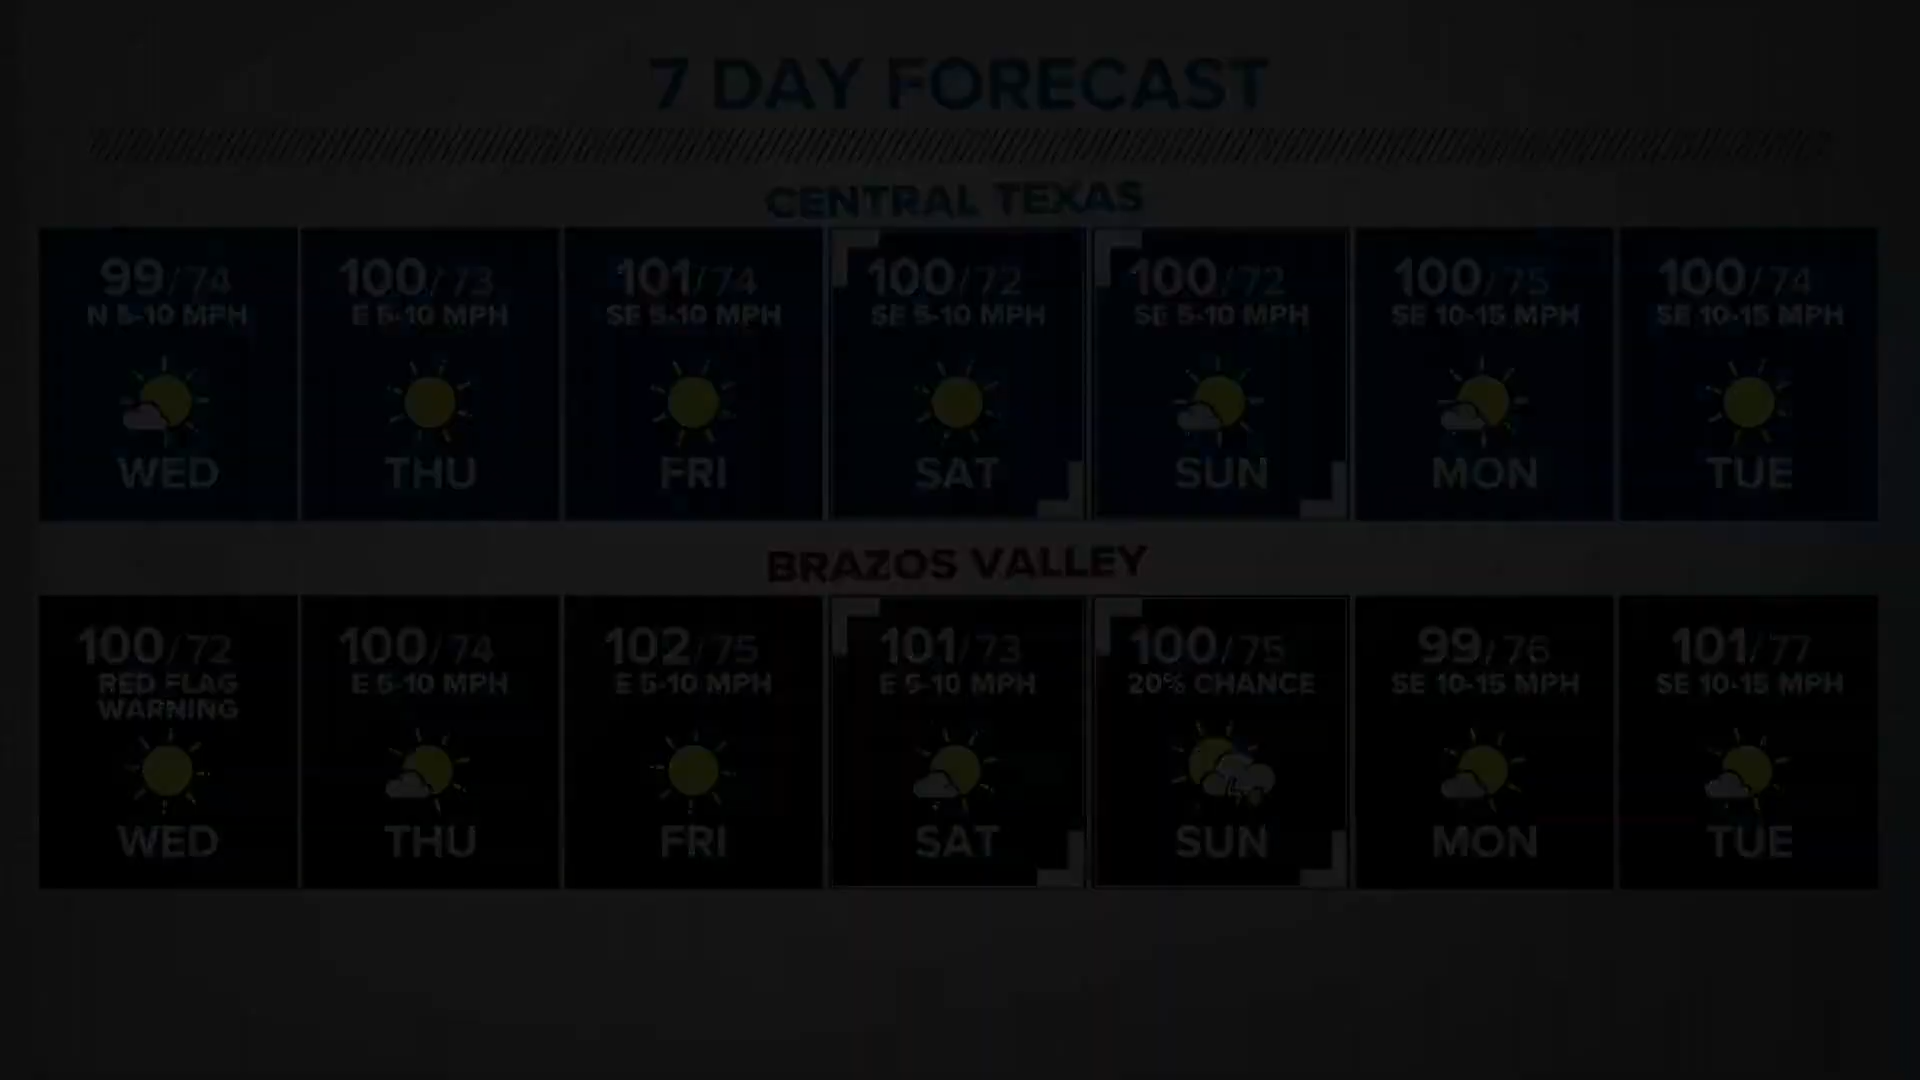 7 DAY FORECAST
CENTRAL TEXAS
99/74 100/73 101/74 100/72 100/72 100/75 100/74
N 5-10 MPH E 5-10 MPH SE 5-10 MPH SE 5-10 MPH SE 5-10 MPH SE 10-15 MPH SE 10-15 MPH
WED THU FRI SAT SUN MON TUE
BRAZOS VALLEY
100/72 100/74 102/75 101/73 100/75 99/76 101/77
RED FLAG E 5-10 MPH E 5-10 MPH E 5-10 MPH 20% CHANCE SE 10-15 MPH SE 10-15 MPH
WARNING
WED THU FRI SAT SUN MON TUE